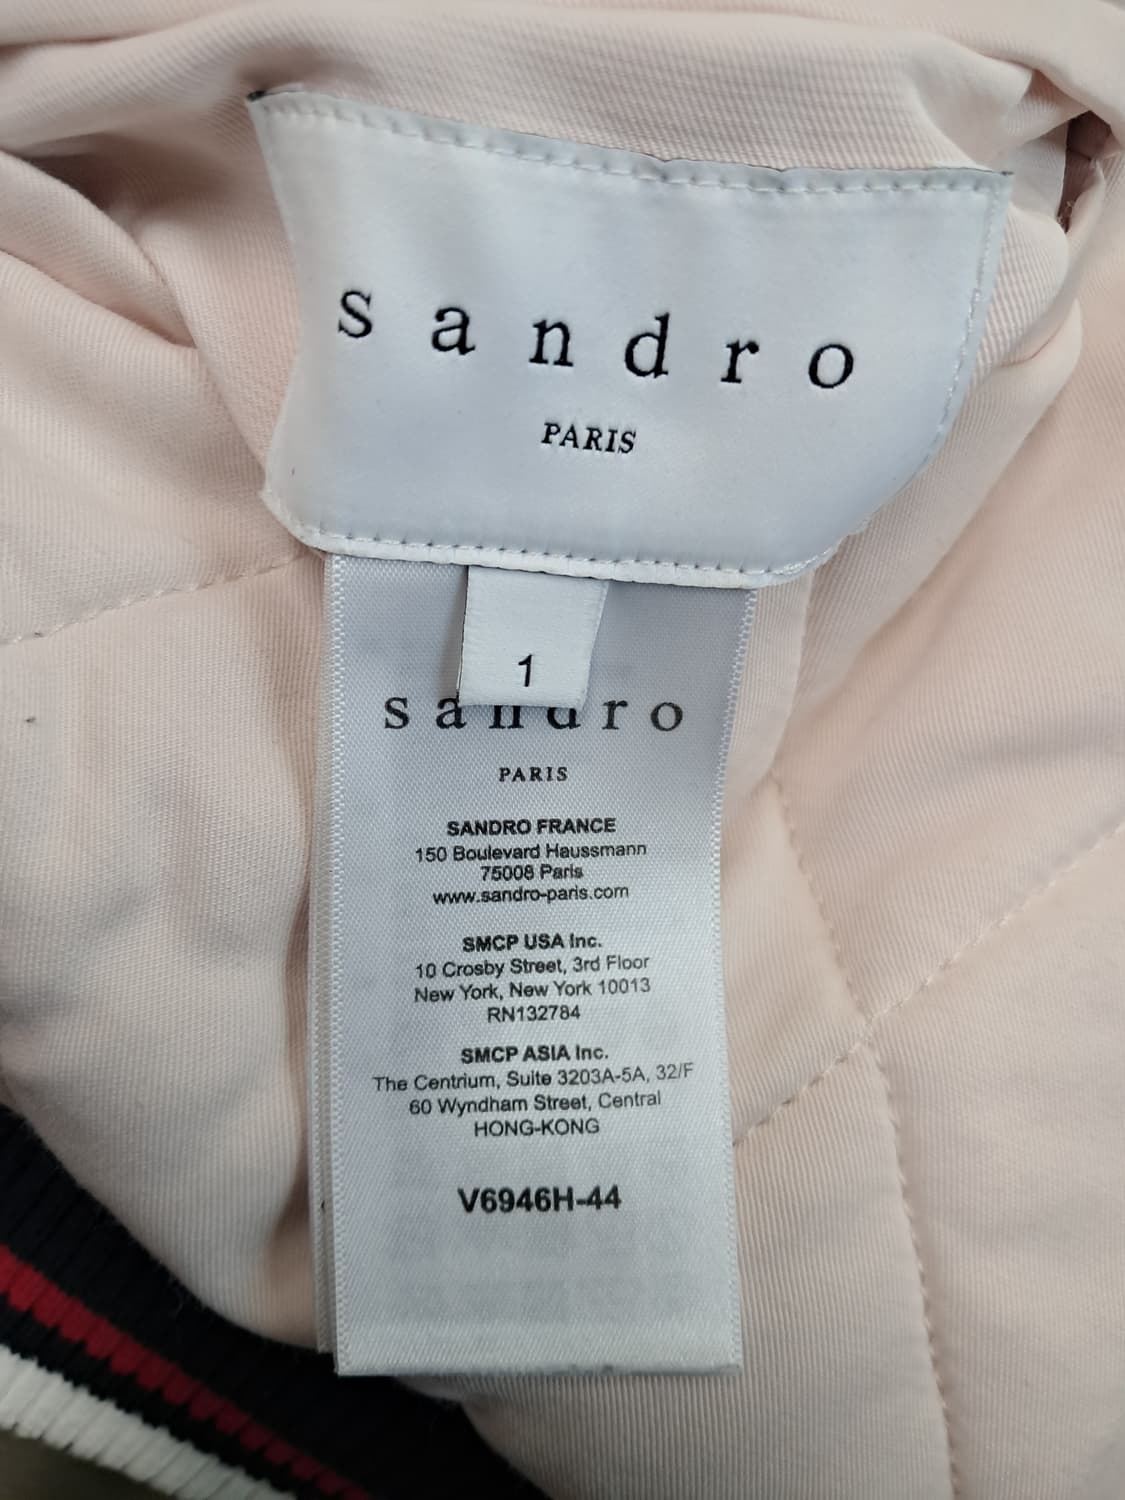 sandro
PARIS
1
sandro
PARIS
SANDRO FRANCE
150 Boulevard Haussmann
75008 Paris
www.sandro-paris.com
SMCP USA Inc.
10 Crosby Street, 3rd Floor
New York, New York 10013
RN132784
SMCP ASIA Inc.
The Centrium, Suite 3203A-5A, 32/F
60 Wyndham Street, Central
HONG-KONG
V6946H-44